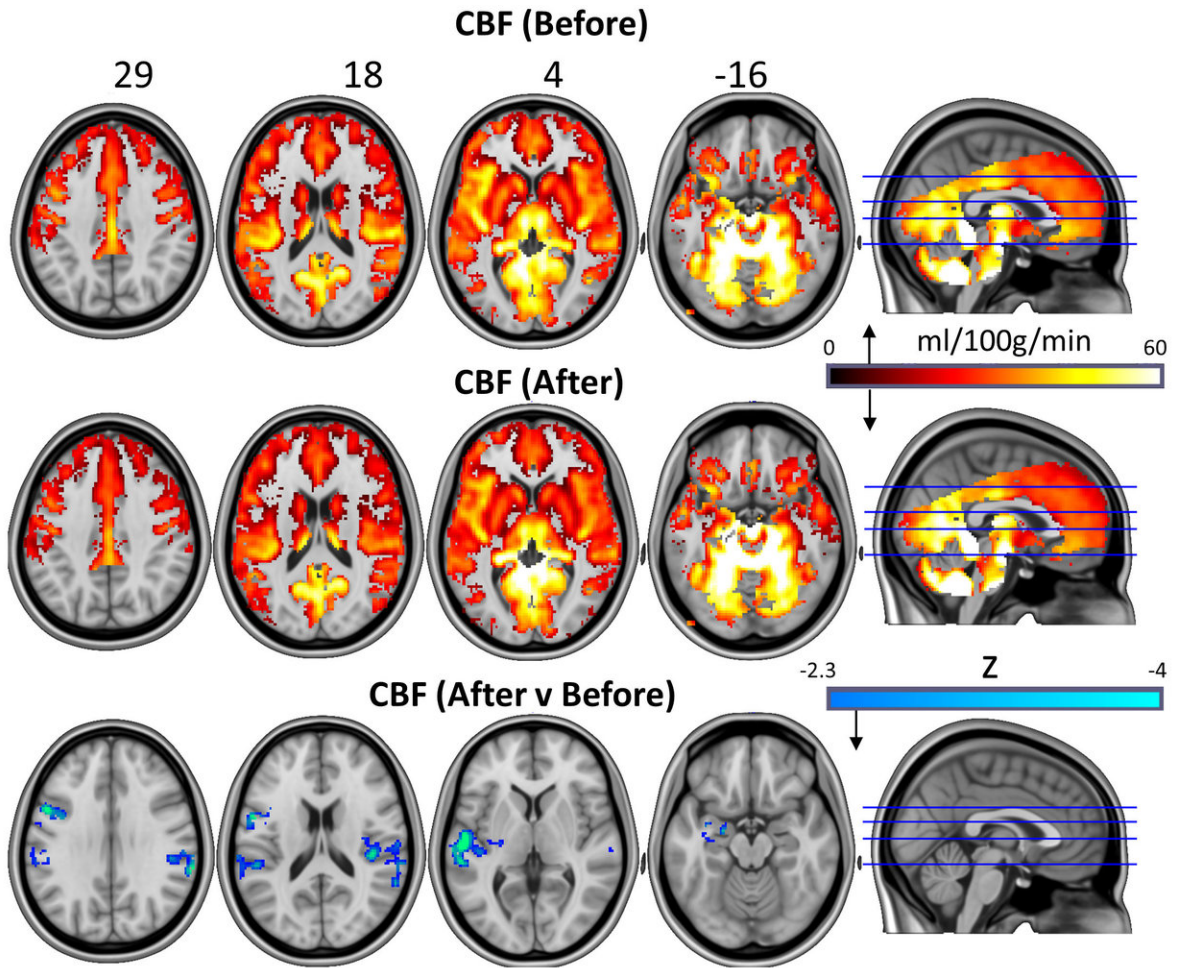 CBF (Before)
29 18 4 -16
ml/100g/min
0 60
CBF (After)
Z
-2.3 -4
CBF (After v Before)